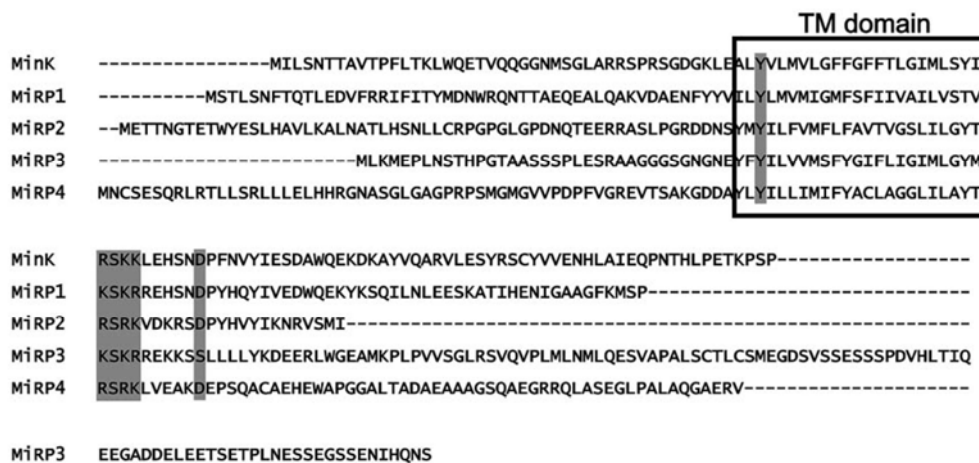 TM domain
MinK ----------------MILSNTTAVTPFLTKLWQETVQQGGNMSGLARRSPRSGDGKLEALYVLMVLGFFGFFTLGIMLSYI
MiRP1 ----------MSTLSNFTQTLEDVFRRIFITYMDNWRQNTTAEQEALQAKVDAENFYYVILYLMVMIGMFSFIIVAILVSTV
MiRP2 --METTNGTETWYESLHAVLKALNATLHSNLLCRPGPGLGPDNQTEERRASLPGRDDNSYMYILFVMFLFAVTVGSLILGYT
MiRP3 ------------------------MLKMEPLNSTHPGTAASSSPLESRAAGGGSGNGNEYFYILVVMSFYGIFLIGIMLGYM
MiRP4 MNCSESQRLRTLLSRLLLELHHRGNASGLGAGPRPSMGMGVVPDPFVGREVTSAKGDDAYLYILLIMIFYACLAGGLILAYT
MinK RSKKLEHSNDPFNVYIESDAWQEKDKAYVQARVLESYRSCYVVENHLAIEQPNTHLPETKPSP------------------
MiRP1 KSKRREHSNDPYHQYIVEDWQEKYKSQILNLEESKATIHENIGAAGFKMSP------------------------------
MiRP2 RSRKVDKRSDPYHVYIKNRVSMI----------------------------------------------------------
MiRP3 KSKRREKKSSLLLLYKDEERLWGEAMKPLPVVSGLRSVQVPLMLNMLQESVAPALSCTLCSMEGDSVSSESSSPDVHLTIQ
MiRP4 RSRKLVEAKDEPSQACAEHEWAPGGALTADAEAAAGSQAEGRRQLASEGLPALAQGAERV---------------------
MiRP3 EEGADDELEETSETPLNESSEGSSENIHQNS